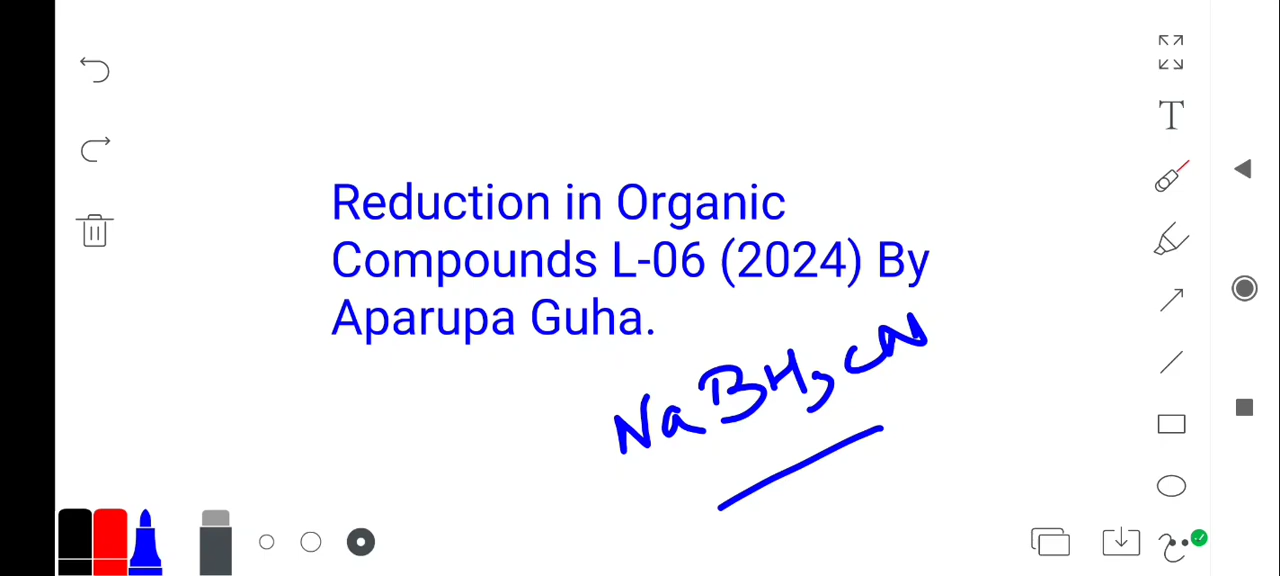 Reduction in Organic
Compounds L-06 (2024) By
Aparupa Guha.
NaBH3CN
T